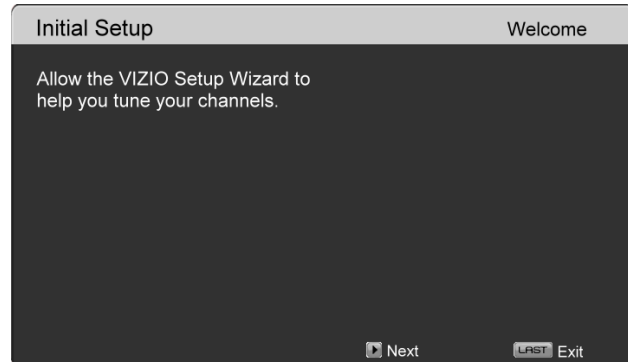 Initial Setup Welcome
Allow the VIZIO Setup Wizard to
help you tune your channels.
Next LAST Exit